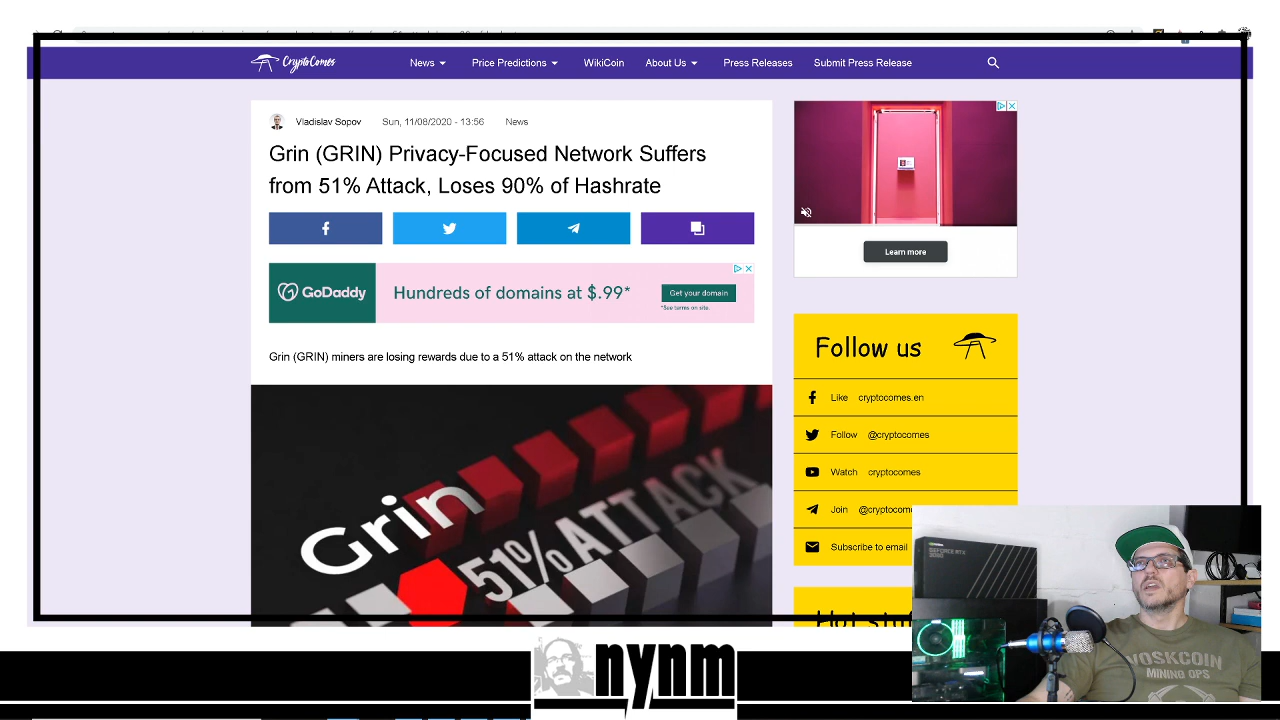 CryptoComes
News
Price Predictions
WikiCoin
About Us
Press Releases
Submit Press Release
Vladislav Sopov
Sun, 11/08/2020 - 13:56
News
Grin (GRIN) Privacy-Focused Network Suffers
from 51% Attack, Loses 90% of Hashrate
GoDaddy
Hundreds of domains at $.99*
Get your domain
*See terms on site.
Grin (GRIN) miners are losing rewards due to a 51% attack on the network
Grin
51% ATTACK
Learn more
Follow us
Like cryptocomes.en
Follow @cryptocomes
Watch cryptocomes
Join
Subscribe to email
GEFORCE RTX
VOSKCOIN
MINING OPS
nynm